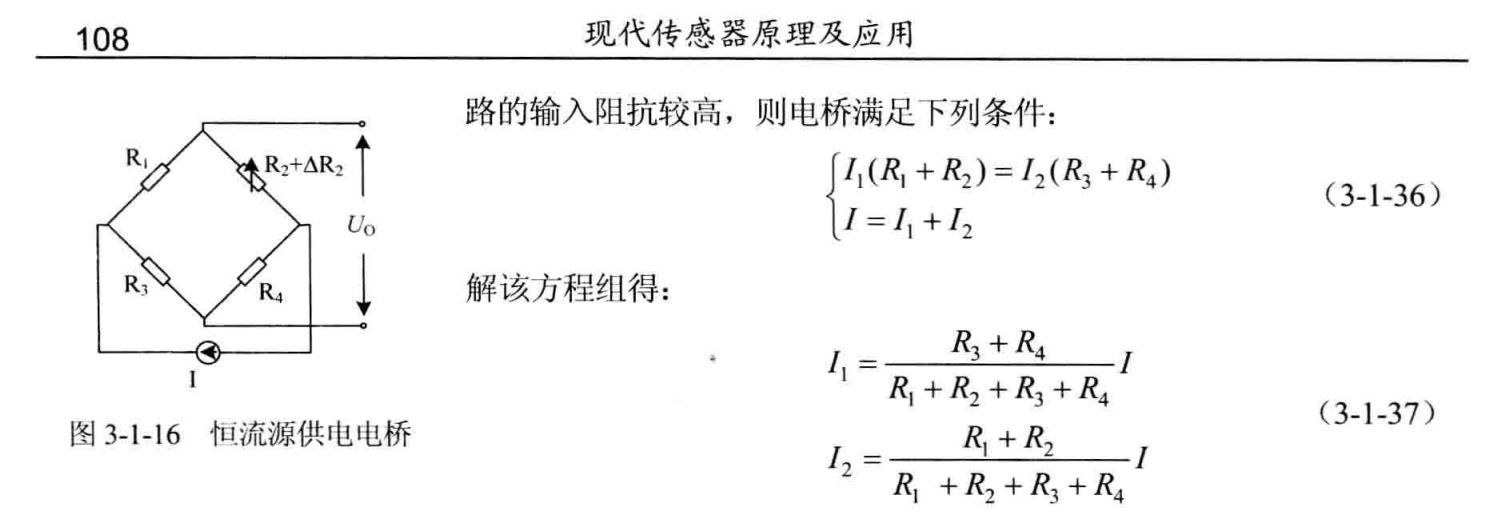 108
现代传感器原理及应用
R₁
R₂+ΔR₂
U_O
R₃
R₄
I
图 3-1-16 恒流源供电电桥
路的输入阻抗较高，则电桥满足下列条件：
I₁(R₁ + R₂) = I₂(R₃ + R₄)
I = I₁ + I₂
（3-1-36）
解该方程组得：
I₁ = (R₃ + R₄)/(R₁ + R₂ + R₃ + R₄) I
I₂ = (R₁ + R₂)/(R₁ + R₂ + R₃ + R₄) I
（3-1-37）